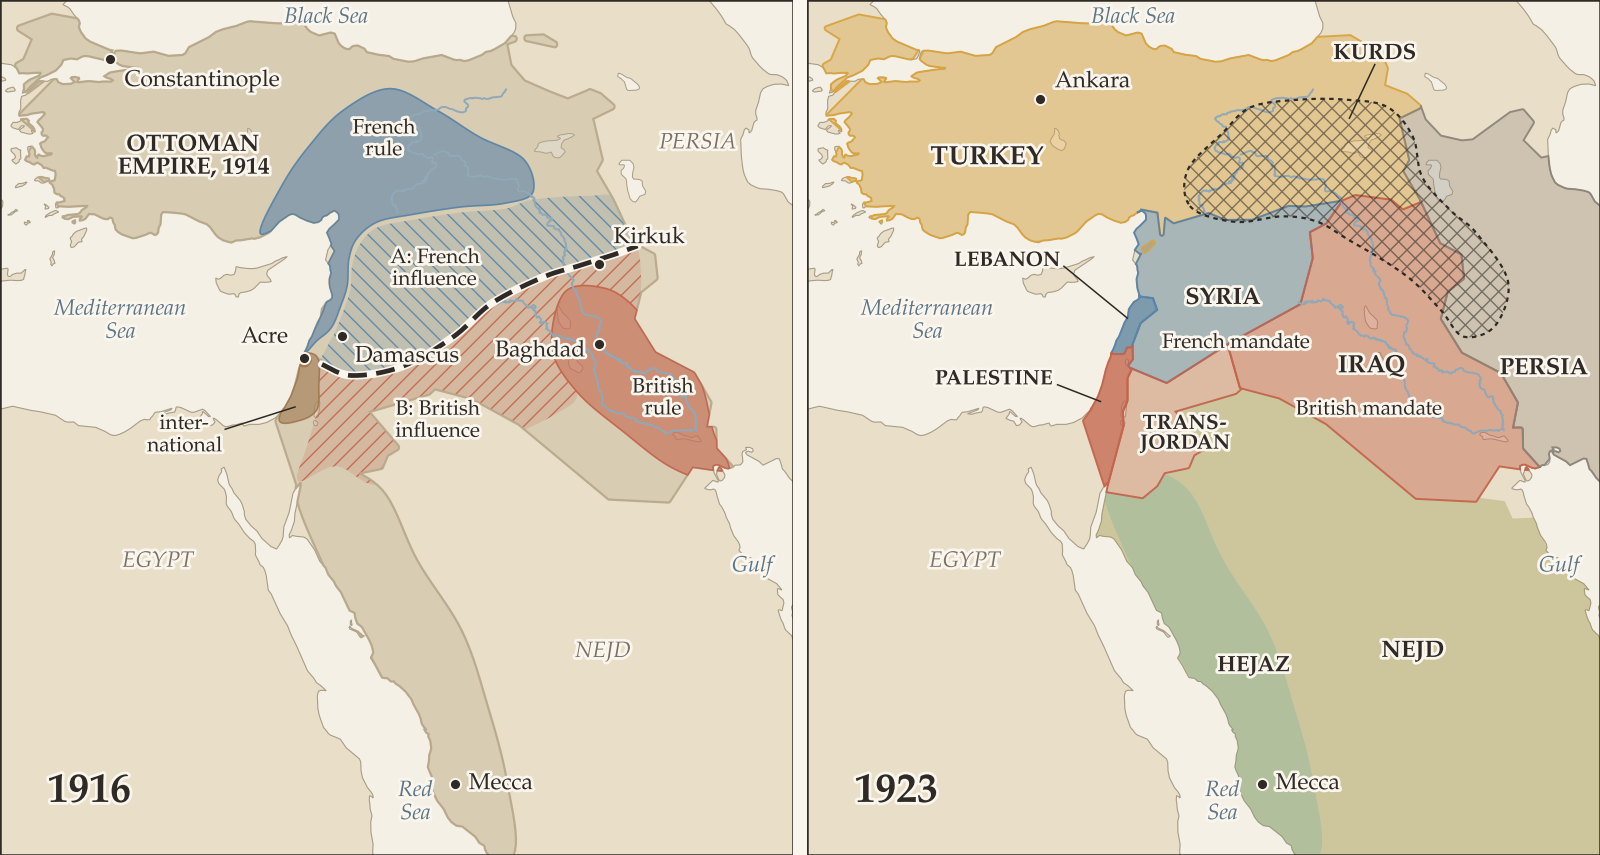 Black Sea
Constantinople
OTTOMAN
EMPIRE, 1914
French
rule
PERSIA
Kirkuk
A: French
influence
Mediterranean
Sea
Acre
Damascus
Baghdad
British
rule
B: British
influence
inter-
national
EGYPT
Gulf
NEJD
1916
Red
Sea
Mecca
Black Sea
KURDS
Ankara
TURKEY
LEBANON
SYRIA
Mediterranean
Sea
French mandate
IRAQ
PERSIA
PALESTINE
British mandate
TRANS-
JORDAN
EGYPT
Gulf
NEJD
HEJAZ
1923
Red
Sea
Mecca